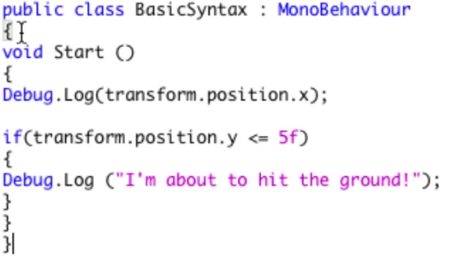 public class BasicSyntax : MonoBehaviour
{
void Start ()
{
Debug.Log(transform.position.x);
if(transform.position.y <= 5f)
{
Debug.Log ("I'm about to hit the ground!");
}
}
}